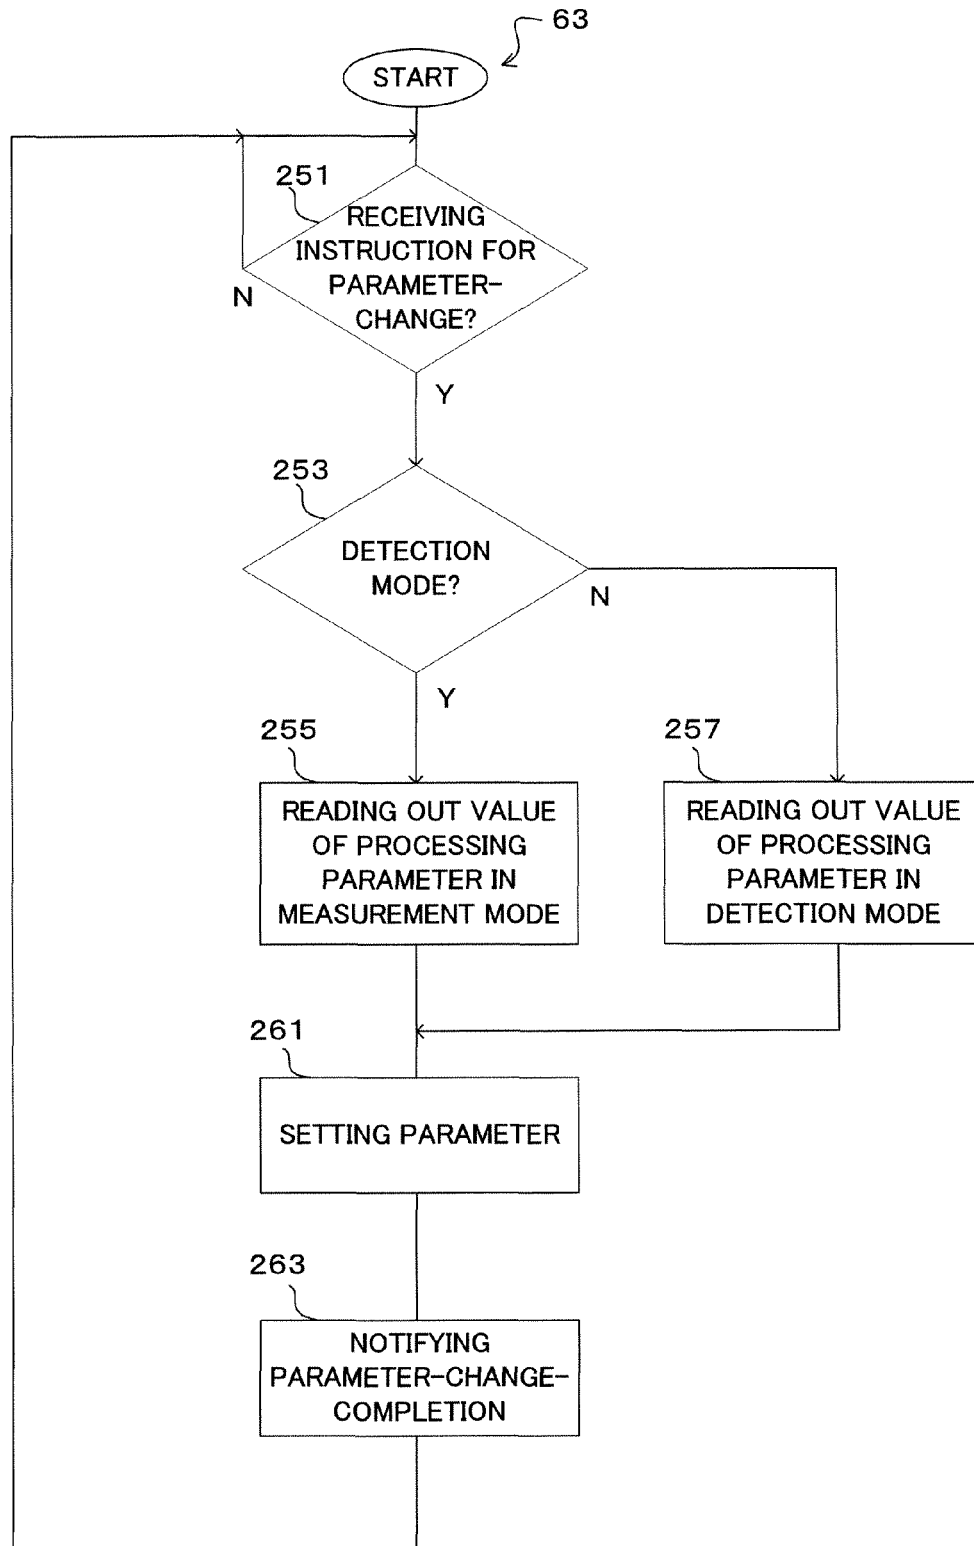 63
START
251
RECEIVING
INSTRUCTION FOR
PARAMETER-
CHANGE?
N
Y
253
DETECTION
MODE?
N
Y
255
READING OUT VALUE
OF PROCESSING
PARAMETER IN
MEASUREMENT MODE
257
READING OUT VALUE
OF PROCESSING
PARAMETER IN
DETECTION MODE
261
SETTING PARAMETER
263
NOTIFYING
PARAMETER-CHANGE-
COMPLETION